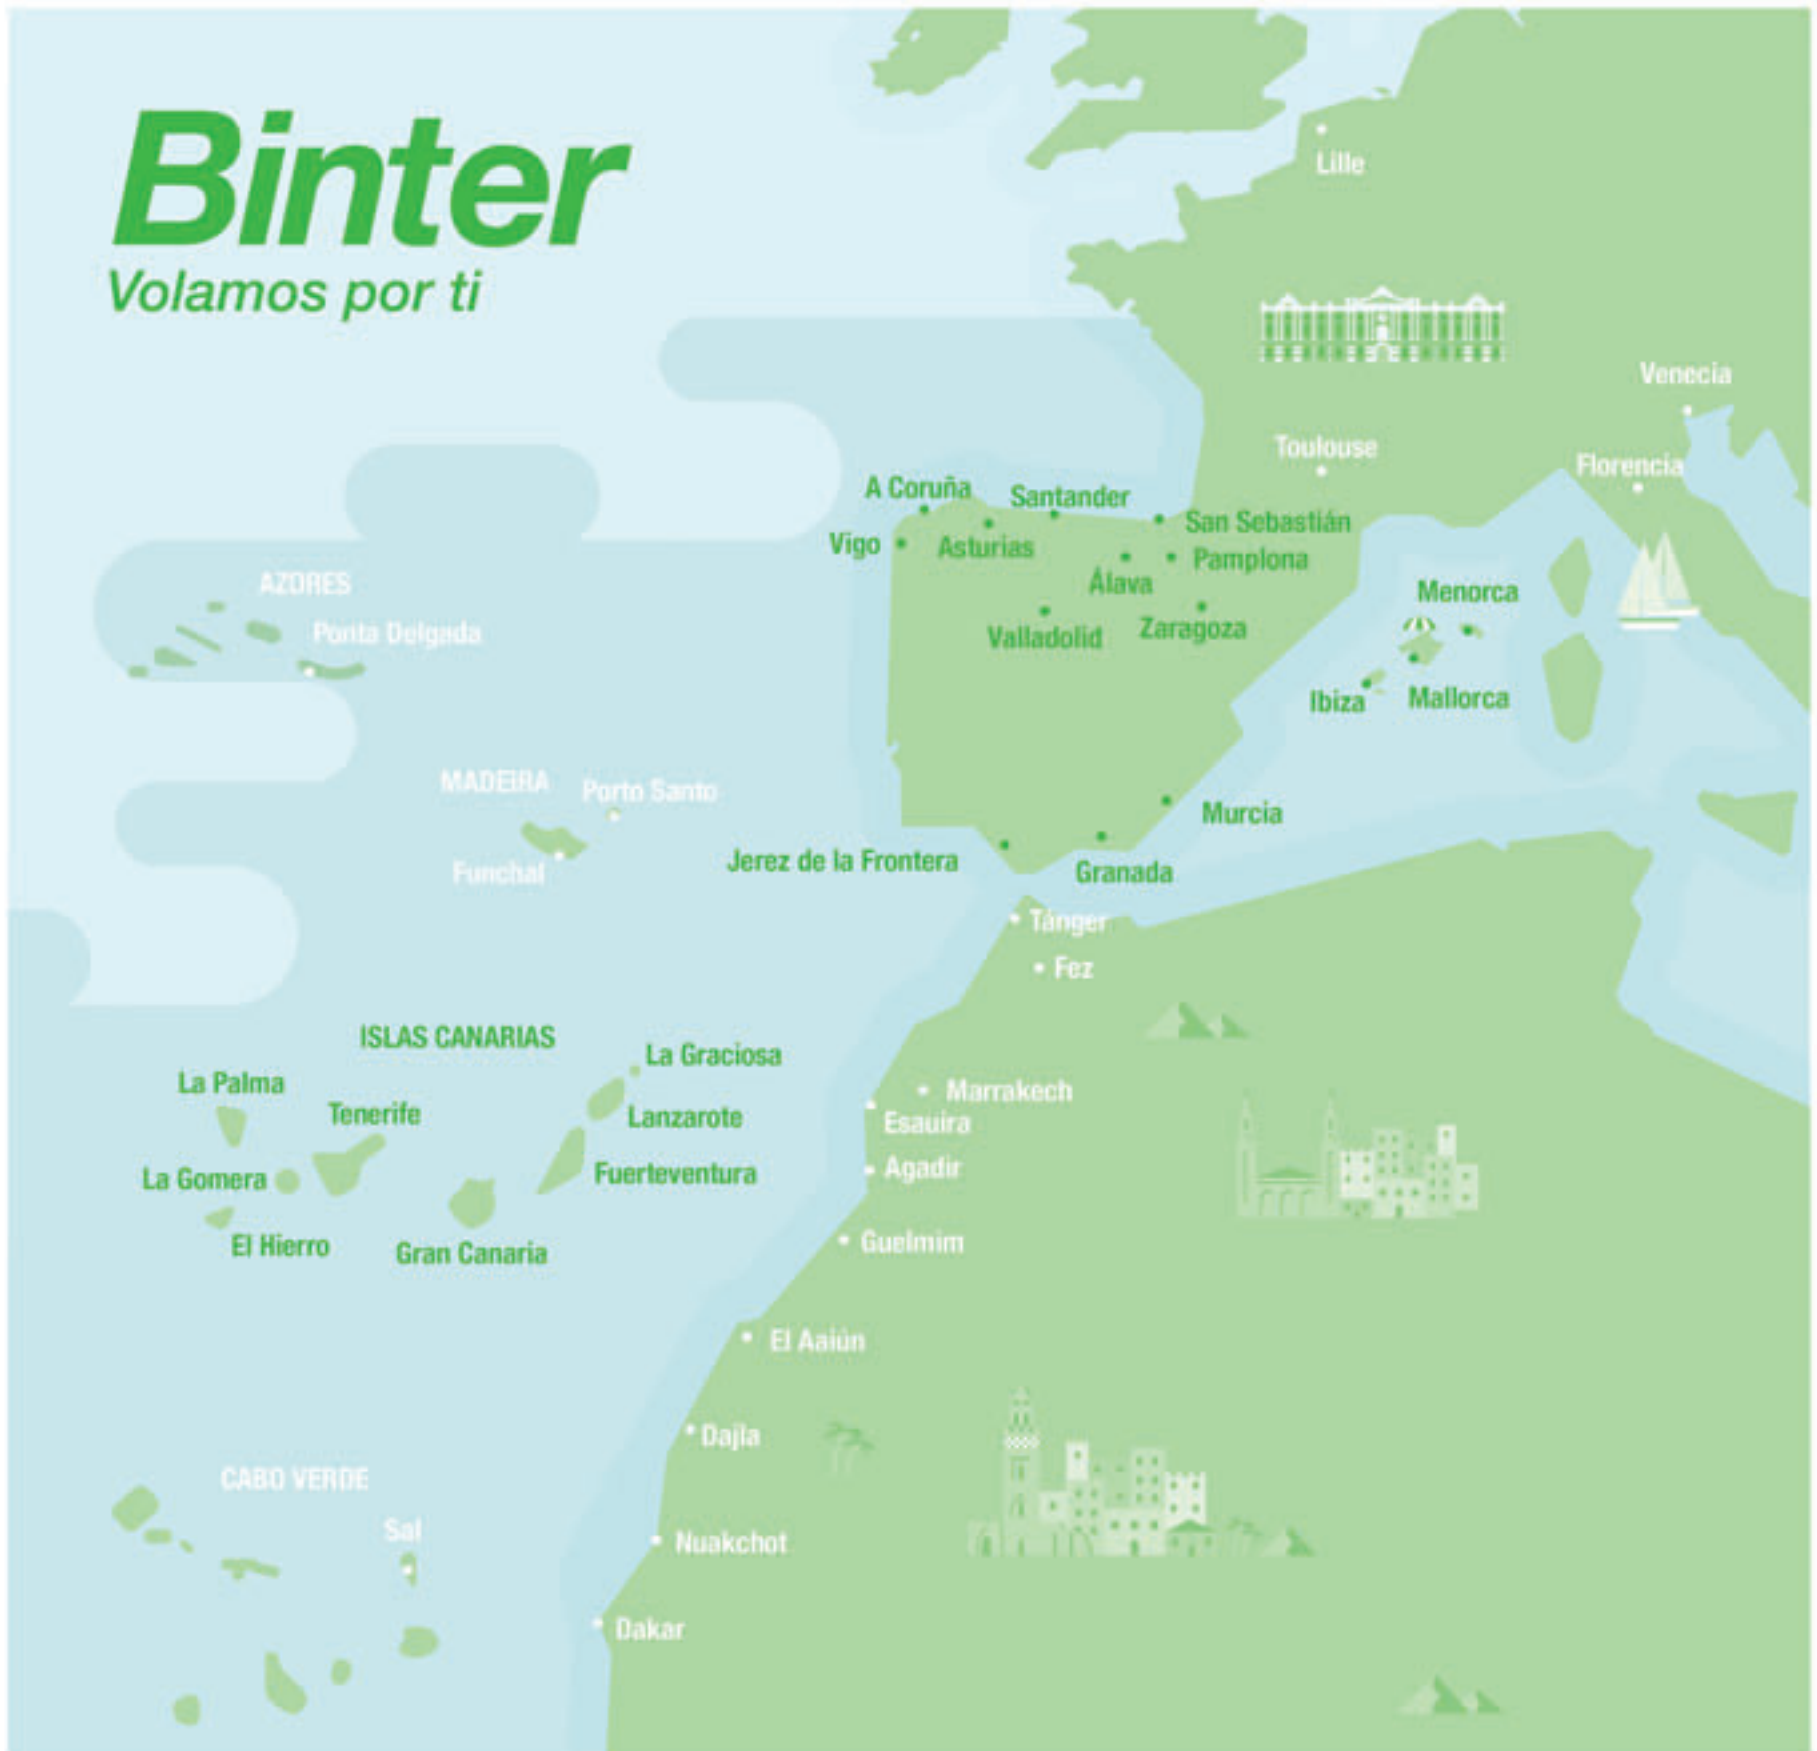 Binter
Volamos por ti
Lille
Venecia
Toulouse
Florencia
A Coruña
Santander
San Sebastián
Vigo
Asturias
Pamplona
Álava
Menorca
AZORES
Ponta Delgada
Valladolid
Zaragoza
Ibiza
Mallorca
MADEIRA
Porto Santo
Murcia
Jerez de la Frontera
Funchal
Granada
Tánger
Fez
ISLAS CANARIAS
La Graciosa
La Palma
Marrakech
Tenerife
Lanzarote
Esauira
Agadir
La Gomera
Fuerteventura
El Hierro
Gran Canaria
Guelmim
El Aaiún
Dajla
CABO VERDE
Sal
Nuakchot
Dakar